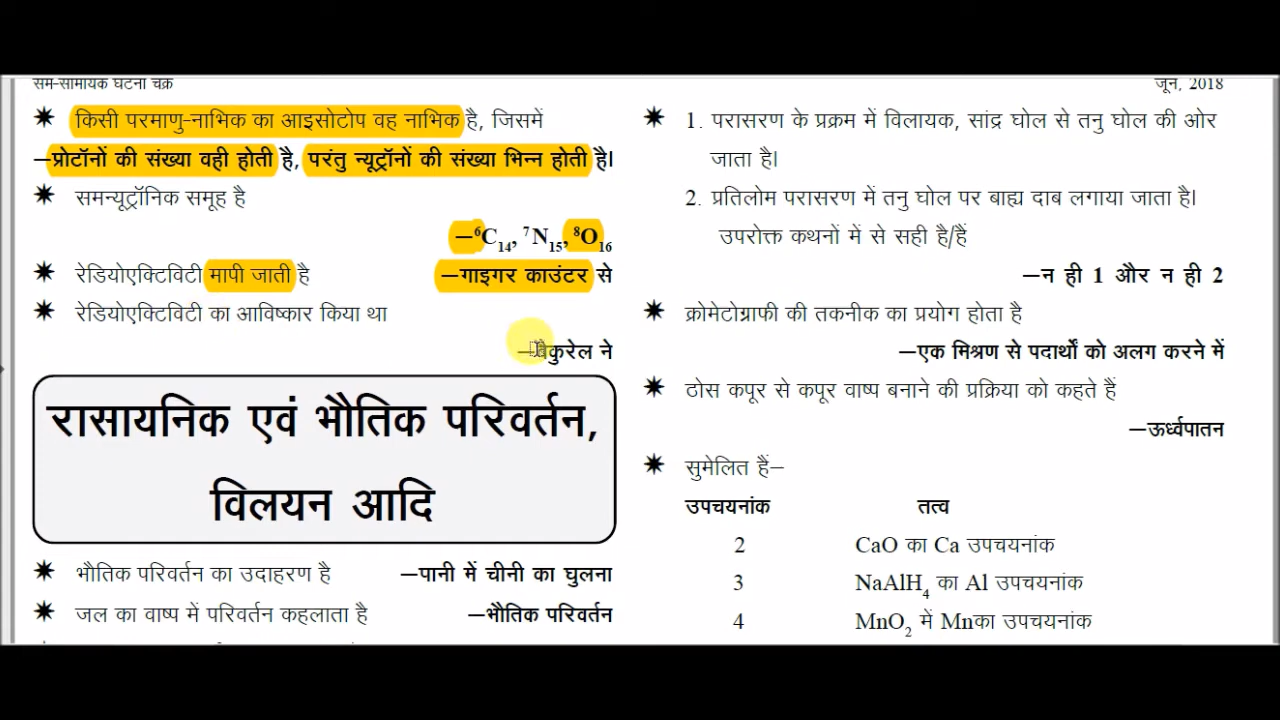 सम-सामयिक घटना चक्र
जून, 2018
★ किसी परमाणु-नाभिक का आइसोटोप वह नाभिक है, जिसमें
–प्रोटॉनों की संख्या वही होती है, परंतु न्यूट्रॉनों की संख्या भिन्न होती है।
★ समन्यूट्रॉनिक समूह है
–⁶C₁₄, ⁷N₁₅, ⁸O₁₆
★ रेडियोएक्टिविटी मापी जाती है –गाइगर काउंटर से
★ रेडियोएक्टिविटी का आविष्कार किया था
–बैकुरेल ने
रासायनिक एवं भौतिक परिवर्तन,
विलयन आदि
★ भौतिक परिवर्तन का उदाहरण है –पानी में चीनी का घुलना
★ जल का वाष्प में परिवर्तन कहलाता है –भौतिक परिवर्तन
★ 1. परासरण के प्रक्रम में विलायक, सांद्र घोल से तनु घोल की ओर
जाता है।
2. प्रतिलोम परासरण में तनु घोल पर बाह्य दाब लगाया जाता है।
उपरोक्त कथनों में से सही है/हैं
–न ही 1 और न ही 2
★ क्रोमेटोग्राफी की तकनीक का प्रयोग होता है
–एक मिश्रण से पदार्थों को अलग करने में
★ ठोस कपूर से कपूर वाष्प बनाने की प्रक्रिया को कहते हैं
–ऊर्ध्वपातन
★ सुमेलित हैं–
उपचयनांक तत्व
2 CaO का Ca उपचयनांक
3 NaAlH₄ का Al उपचयनांक
4 MnO₂ में Mnका उपचयनांक